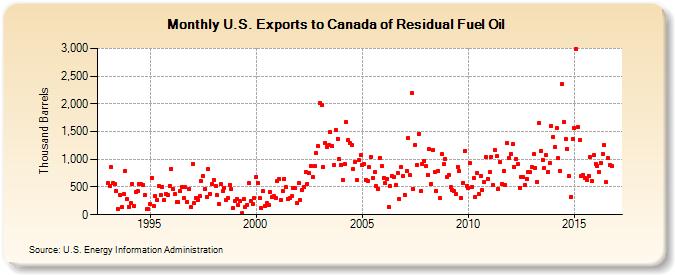 Monthly U.S. Exports to Canada of Residual Fuel Oil
Thousand Barrels
3,000
2,500
2,000
1,500
1,000
500
0
1995 2000 2005 2010 2015
Source: U.S. Energy Information Administration